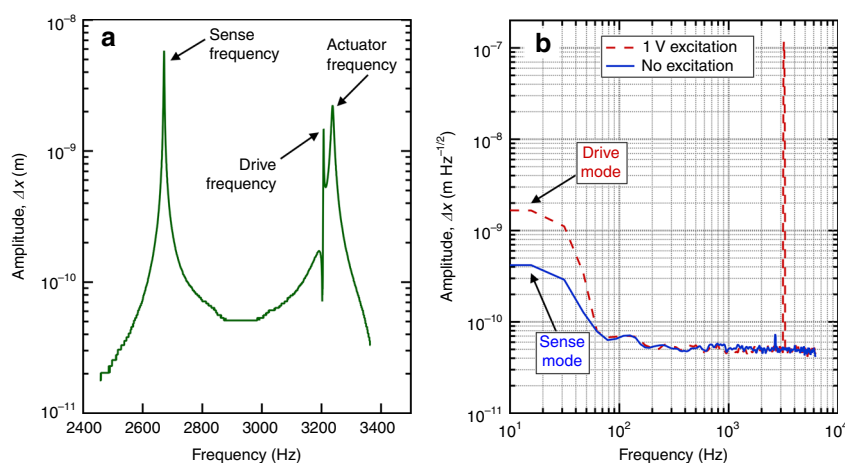 a
Sense
frequency
Actuator
frequency
Drive
frequency
10⁻⁸
10⁻⁹
10⁻¹⁰
10⁻¹¹
Amplitude, Δx (m)
2400 2600 2800 3000 3200 3400
Frequency (Hz)
b
1 V excitation
No excitation
Drive
mode
Sense
mode
10⁻⁷
10⁻⁸
10⁻⁹
10⁻¹⁰
10⁻¹¹
Amplitude, Δx (m Hz⁻¹/²)
10¹ 10² 10³ 10⁴
Frequency (Hz)